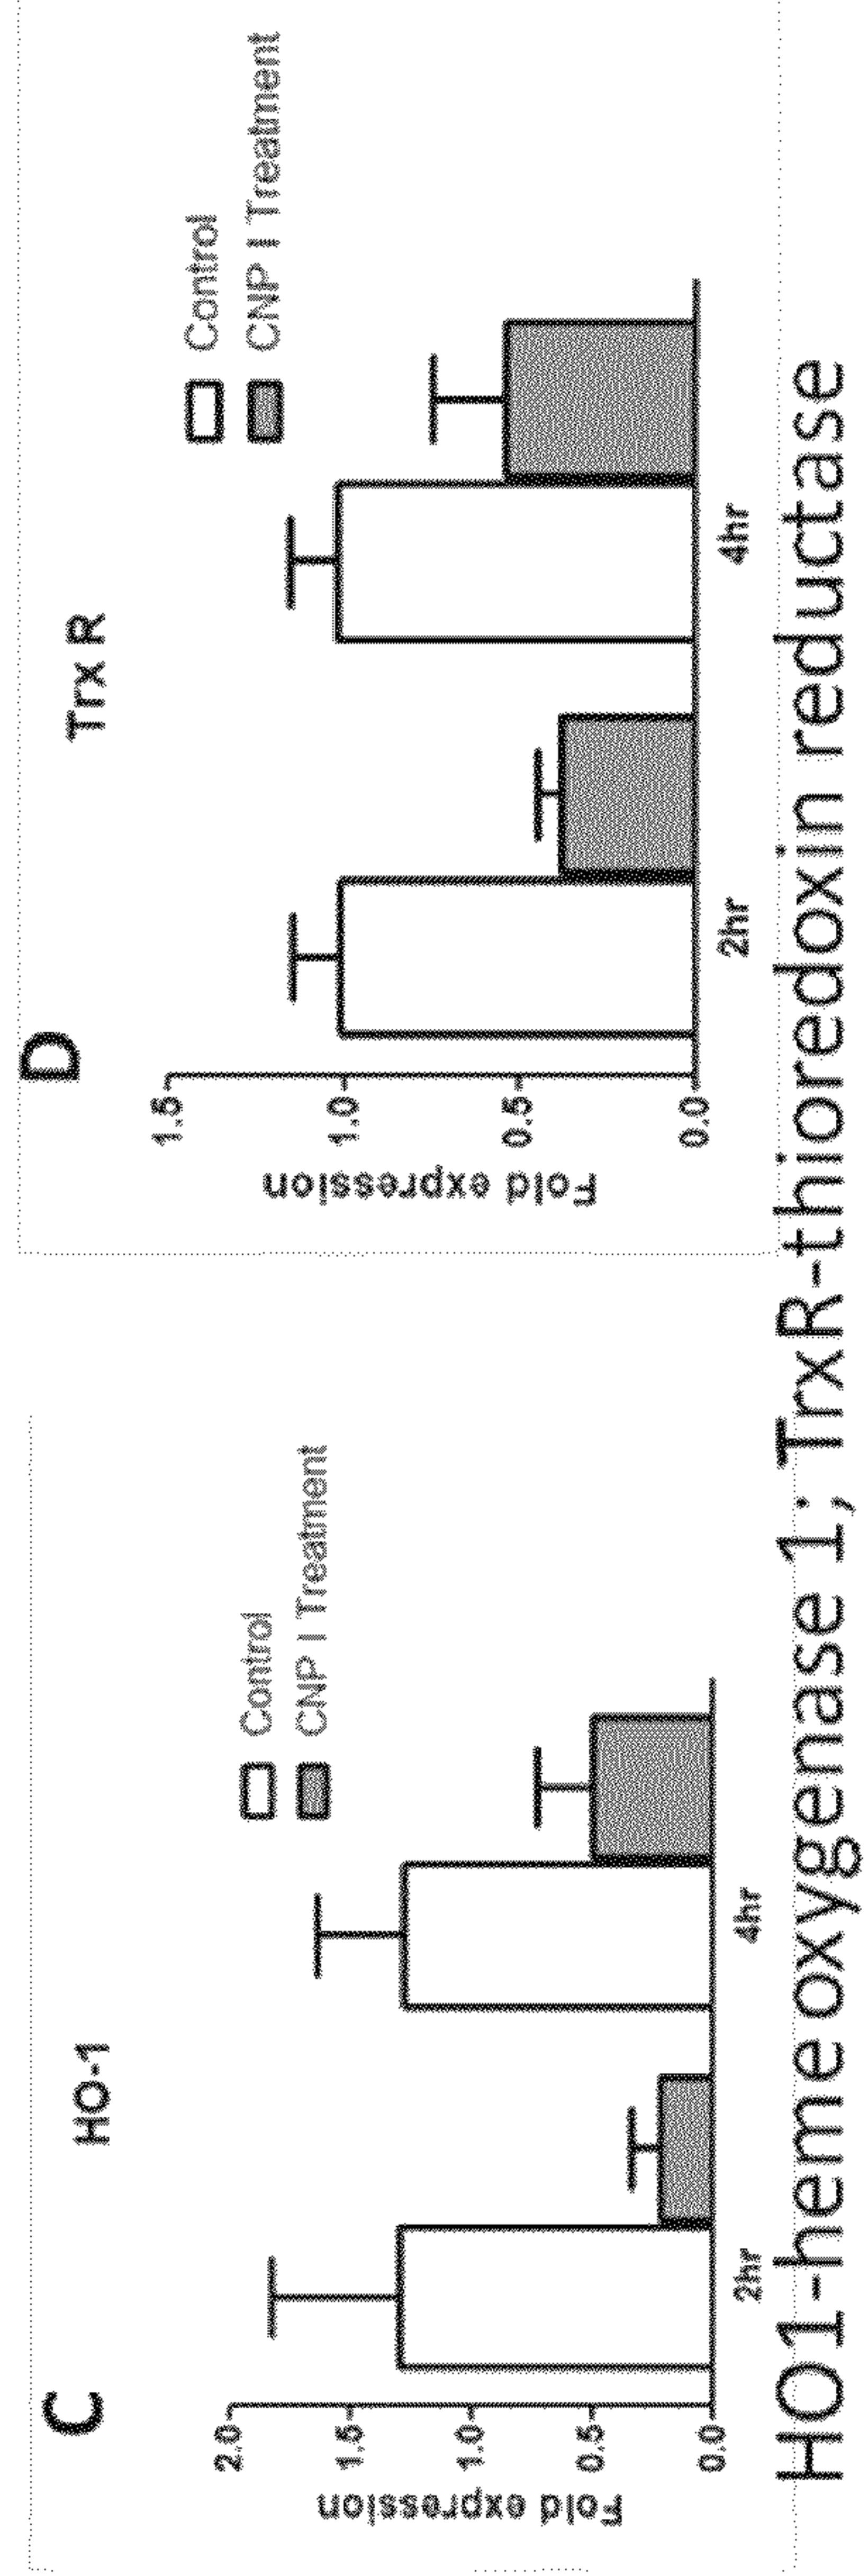 C
HO-1
Control
CNP I Treatment
Fold expression
2.0
1.5
1.0
0.5
0.0
2hr
4hr
D
Trx R
Control
CNP I Treatment
Fold expression
1.5
1.0
0.5
0.0
2hr
4hr
HO1-heme oxygenase 1; TrxR-thioredoxin reductase